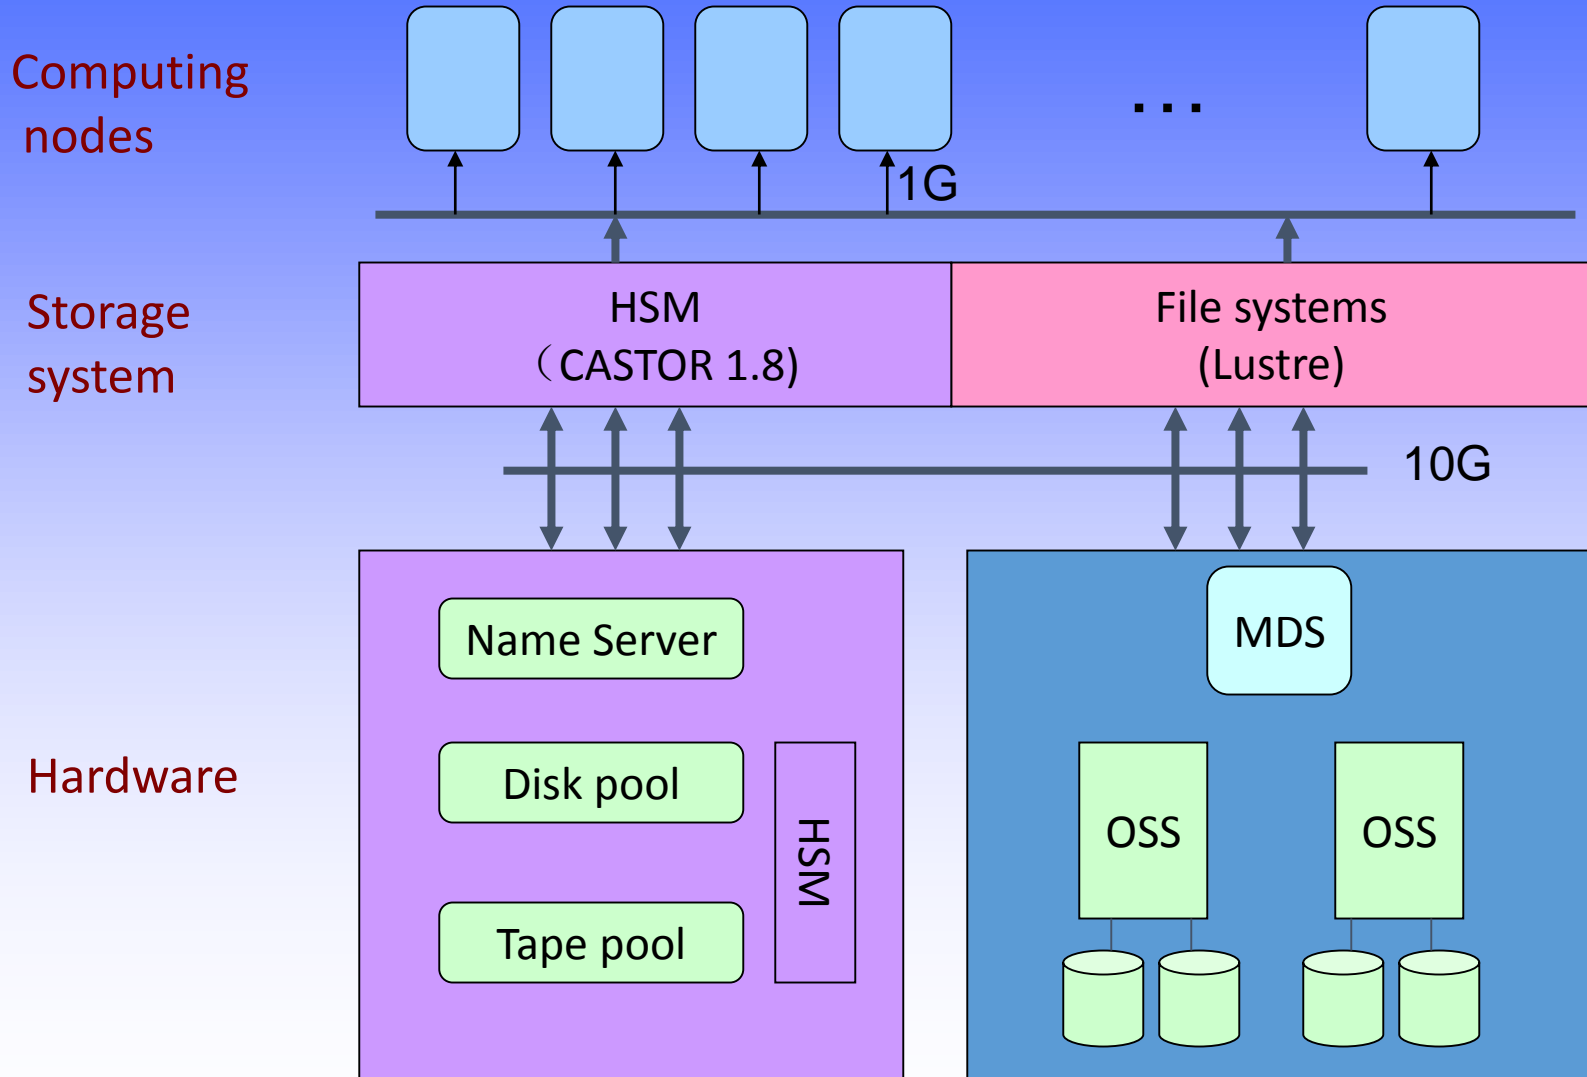 Computing
nodes
...
1G
Storage
system
HSM
（CASTOR 1.8)
File systems
(Lustre)
10G
Hardware
Name Server
Disk pool
Tape pool
HSM
MDS
OSS
OSS